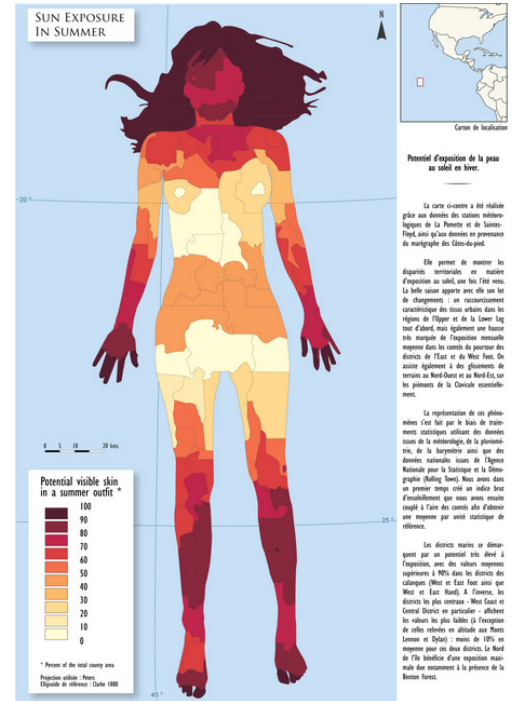 SUN EXPOSURE
IN SUMMER
N
20°
25°
45°
0 5 10 20 kms
Potential visible skin
in a summer outfit *
100
90
80
70
60
50
40
30
20
10
0
* Percent of the total county area
Projection utilisée : Peters
Ellipsoïde de référence : Clarke 1880
Carton de localisation
Potentiel d'exposition de la peau
au soleil en hiver.
La carte ci-contre a été réalisée
grâce aux données des stations météoro-
logiques de La Pomette et de Saintes-
Floyd, ainsi qu'aux données en provenance
du marégraphe des Côtes-du-pied.
Elle permet de montrer les
disparités territoriales en matière
d'exposition au soleil, une fois l'été venu.
La belle saison apporte avec elle son lot
de changements : un raccourcissement
caractéristique des tissus urbains dans les
régions de l'Upper et de la Lower Leg
tout d'abord, mais également une hausse
très marquée de l'exposition mensuelle
moyenne dans les comtés du pourtour des
districts de l'East et du West Foot. On
assiste également à des glissements de
terrains au Nord-Ouest et au Nord-Est, sur
les piémonts de la Clavicule essentielle-
ment.
La représentation de ces phéno-
mènes s'est fait par le biais de traite-
ments statistiques utilisant des données
issues de la météorologie, de la pluviomé-
trie, de la barymétrie ainsi que des
données nationales issues de l'Agence
Nationale pour la Statistique et la Démo-
graphie (Rolling Town). Nous avons dans
un premier temps créé un indice brut
d'ensoleillement que nous avons ensuite
couplé à l'aire des comtés afin d'obtenir
une moyenne par unité statistique de
référence.
Les districts marins se démar-
quent par un potentiel très élevé à
l'exposition, avec des valeurs moyennes
supérieures à 90% dans les districts des
calanques (West et East Foot ainsi que
West et East Hand). A l'inverse, les
districts les plus centraux - West Coast et
Central District en particulier - affichent
les valeurs les plus faibles (à l'exception
de celles relevées en altitude aux Monts
Lennon et Dylan) : moins de 10% en
moyenne pour ces deux districts. Le Nord
de l'île bénéficie d'une exposition maxi-
male due notamment à la présence de la
Benton Forest.